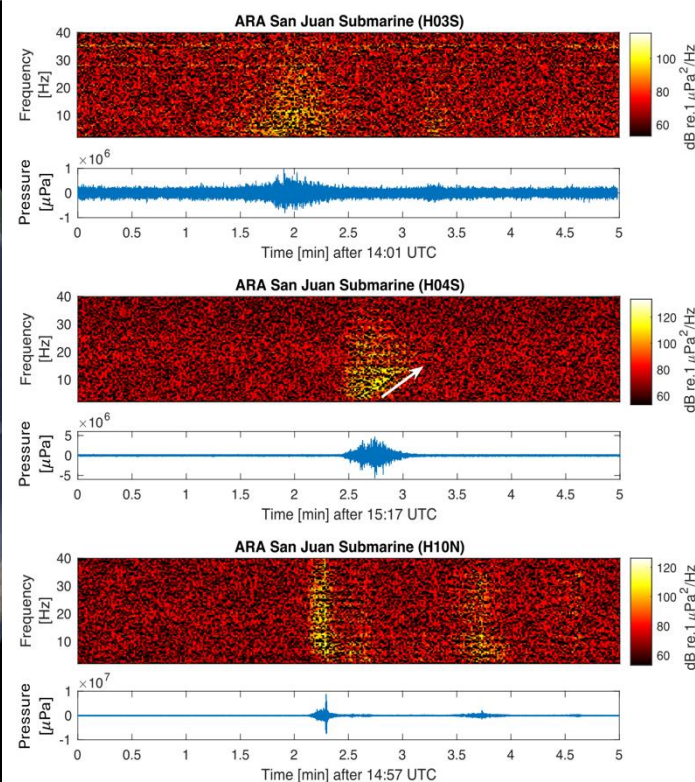 ARA San Juan Submarine (H03S)
40
30
20
10
Frequency
[Hz]
100
80
60
dB re.1 μPa²/Hz
×10⁶
1
0
-1
Pressure
[μPa]
0 0.5 1 1.5 2 2.5 3 3.5 4 4.5 5
Time [min] after 14:01 UTC
ARA San Juan Submarine (H04S)
40
30
20
10
Frequency
[Hz]
120
100
80
60
dB re.1 μPa²/Hz
×10⁶
5
0
-5
Pressure
[μPa]
0 0.5 1 1.5 2 2.5 3 3.5 4 4.5 5
Time [min] after 15:17 UTC
ARA San Juan Submarine (H10N)
40
30
20
10
Frequency
[Hz]
120
100
80
60
dB re.1 μPa²/Hz
×10⁷
1
0
-1
Pressure
[μPa]
0 0.5 1 1.5 2 2.5 3 3.5 4 4.5 5
Time [min] after 14:57 UTC